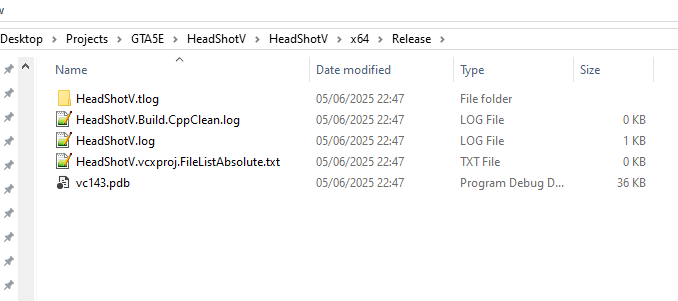 Desktop > Projects > GTA5E > HeadShotV > HeadShotV > x64 > Release >
Name Date modified Type Size
HeadShotV.tlog 05/06/2025 22:47 File folder
HeadShotV.Build.CppClean.log 05/06/2025 22:47 LOG File 0 KB
HeadShotV.log 05/06/2025 22:47 LOG File 1 KB
HeadShotV.vcxproj.FileListAbsolute.txt 05/06/2025 22:47 TXT File 0 KB
vc143.pdb 05/06/2025 22:47 Program Debug D... 36 KB